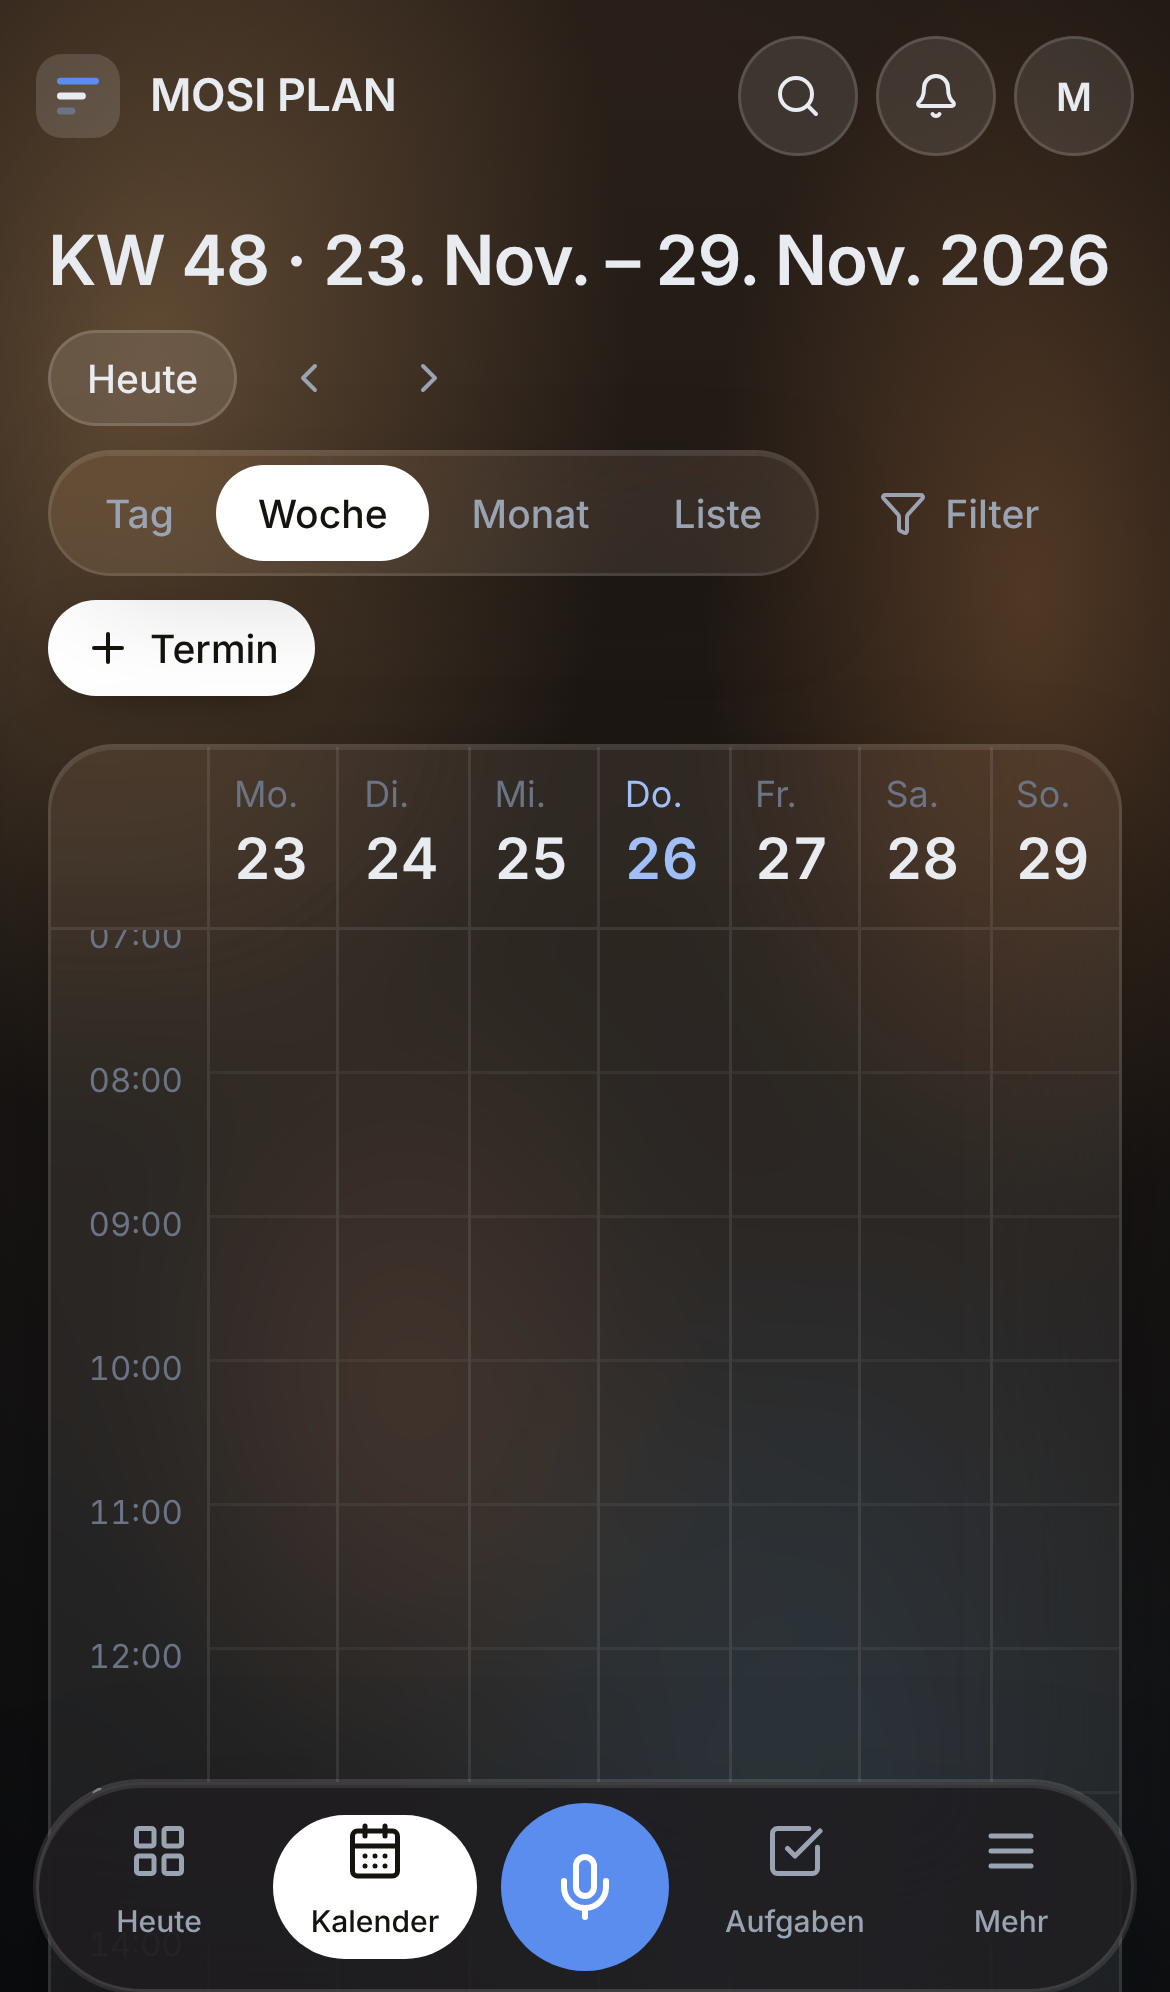 MOSI PLAN
M
KW 48 · 23. Nov. – 29. Nov. 2026
Heute
Tag Woche Monat Liste Filter
+ Termin
Mo. Di. Mi. Do. Fr. Sa. So.
23 24 25 26 27 28 29
07:00
08:00
09:00
10:00
11:00
12:00
14:00
Heute Kalender Aufgaben Mehr